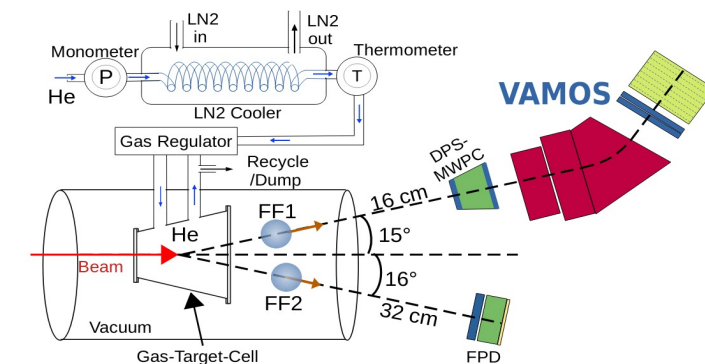 LN2
in
LN2
out
Monometer
Thermometer
P
T
He
LN2 Cooler
Gas Regulator
Recycle
/Dump
VAMOS
DPS-
MWPC
16 cm
FF1
He
15°
Beam
16°
FF2
32 cm
Vacuum
Gas-Target-Cell
FPD